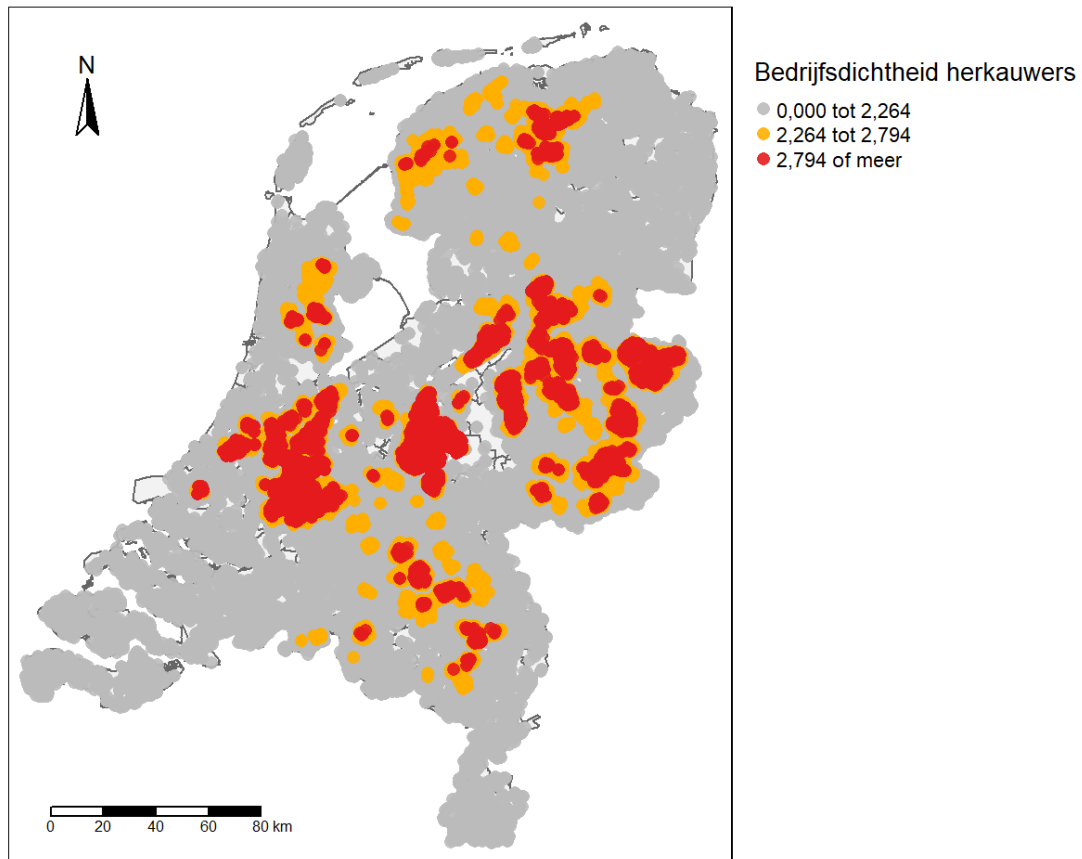 N
Bedrijfsdichtheid herkauwers
0,000 tot 2,264
2,264 tot 2,794
2,794 of meer
0 20 40 60 80 km